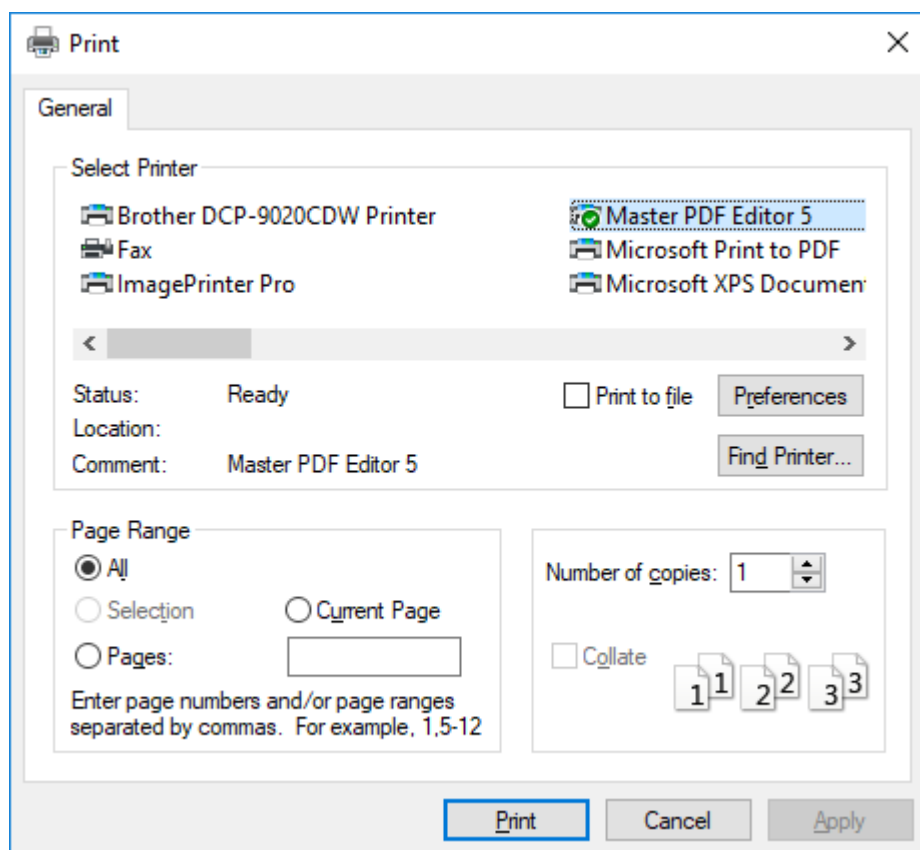 Print
General
Select Printer
Brother DCP-9020CDW Printer
Master PDF Editor 5
Fax
Microsoft Print to PDF
ImagePrinter Pro
Microsoft XPS Documen
Status: Ready
Print to file
Preferences
Location:
Comment: Master PDF Editor 5
Find Printer...
Page Range
All
Selection
Current Page
Pages:
Enter page numbers and/or page ranges
separated by commas.  For example, 1,5-12
Number of copies: 1
Collate
1 1 2 2 3 3
Print
Cancel
Apply